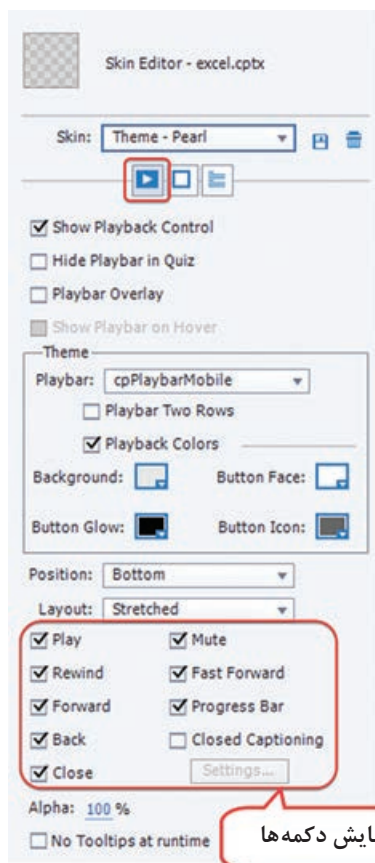 Skin Editor - excel.cptx
Skin: Theme - Pearl
Show Playback Control
Hide Playbar in Quiz
Playbar Overlay
Show Playbar on Hover
Theme
Playbar: cpPlaybarMobile
Playbar Two Rows
Playback Colors
Background: Button Face:
Button Glow: Button Icon:
Position: Bottom
Layout: Stretched
Play Mute
Rewind Fast Forward
Forward Progress Bar
Back Closed Captioning
Close Settings...
Alpha: 100 %
No Tooltips at runtime
دکمه‌ها